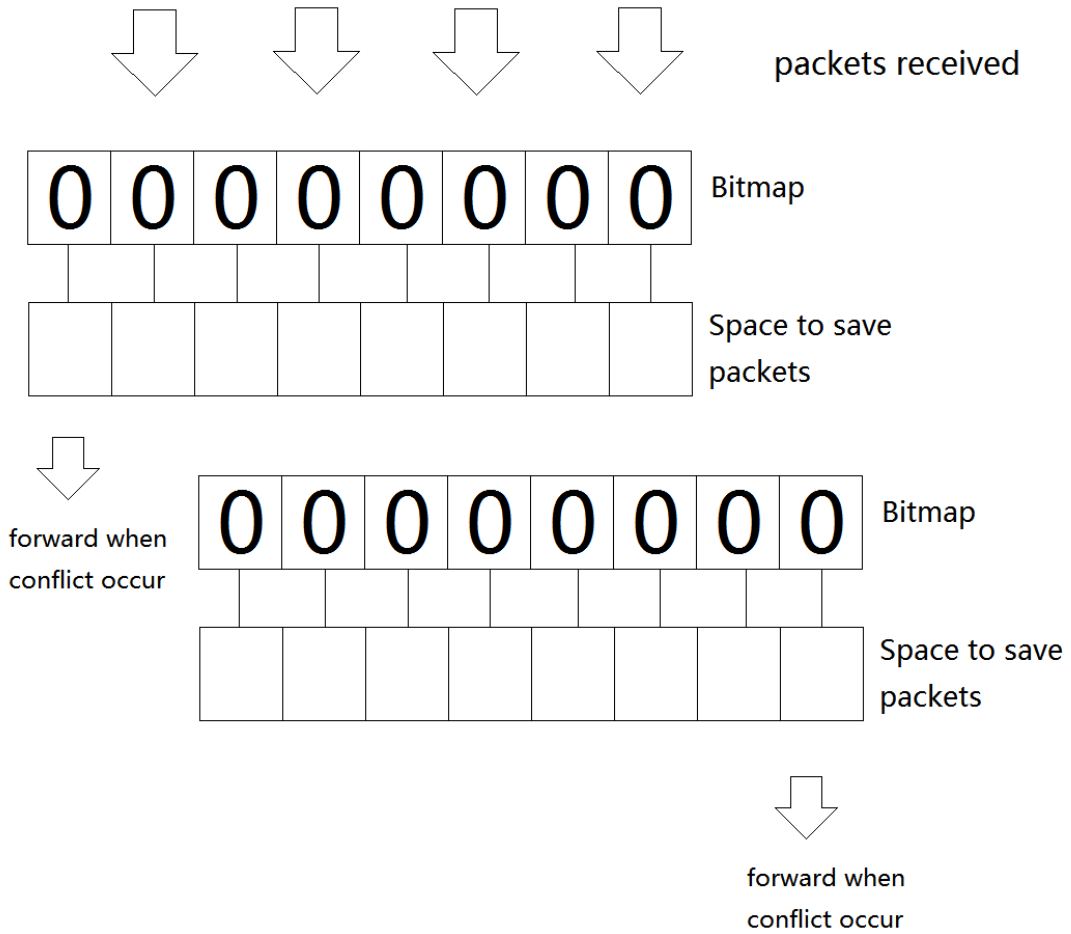 packets received
0 0 0 0 0 0 0 0
Bitmap
Space to save
packets
forward when
conflict occur
0 0 0 0 0 0 0 0
Bitmap
Space to save
packets
forward when
conflict occur